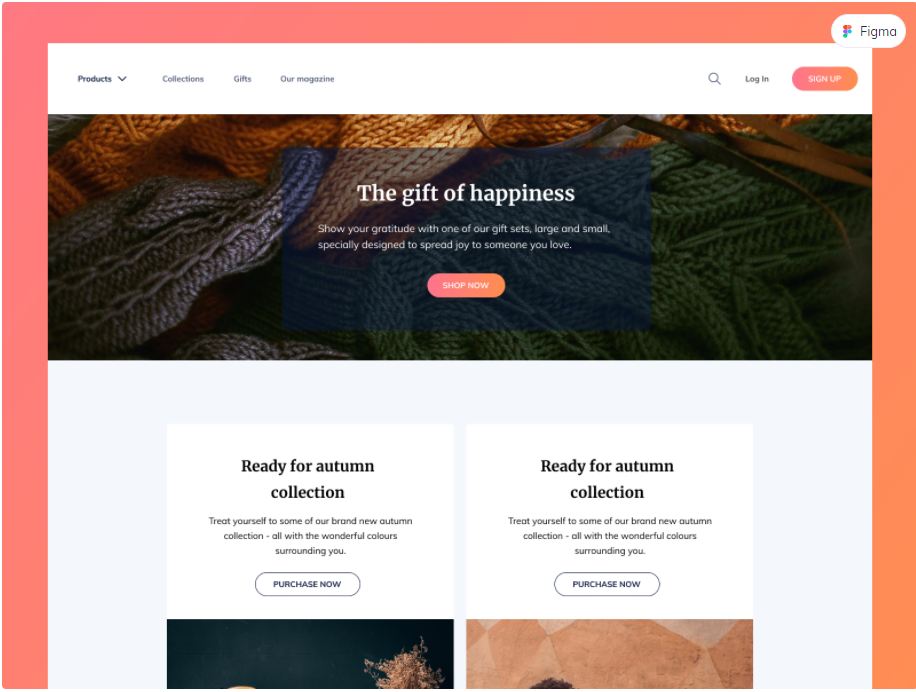 Figma
Products
Collections
Gifts
Our magazine
Log In
SIGN UP
The gift of happiness
Show your gratitude with one of our gift sets, large and small,
specially designed to spread joy to someone you love.
SHOP NOW
Ready for autumn
collection
Treat yourself to some of our brand new autumn
collection - all with the wonderful colours
surrounding you.
PURCHASE NOW
Ready for autumn
collection
Treat yourself to some of our brand new autumn
collection - all with the wonderful colours
surrounding you.
PURCHASE NOW